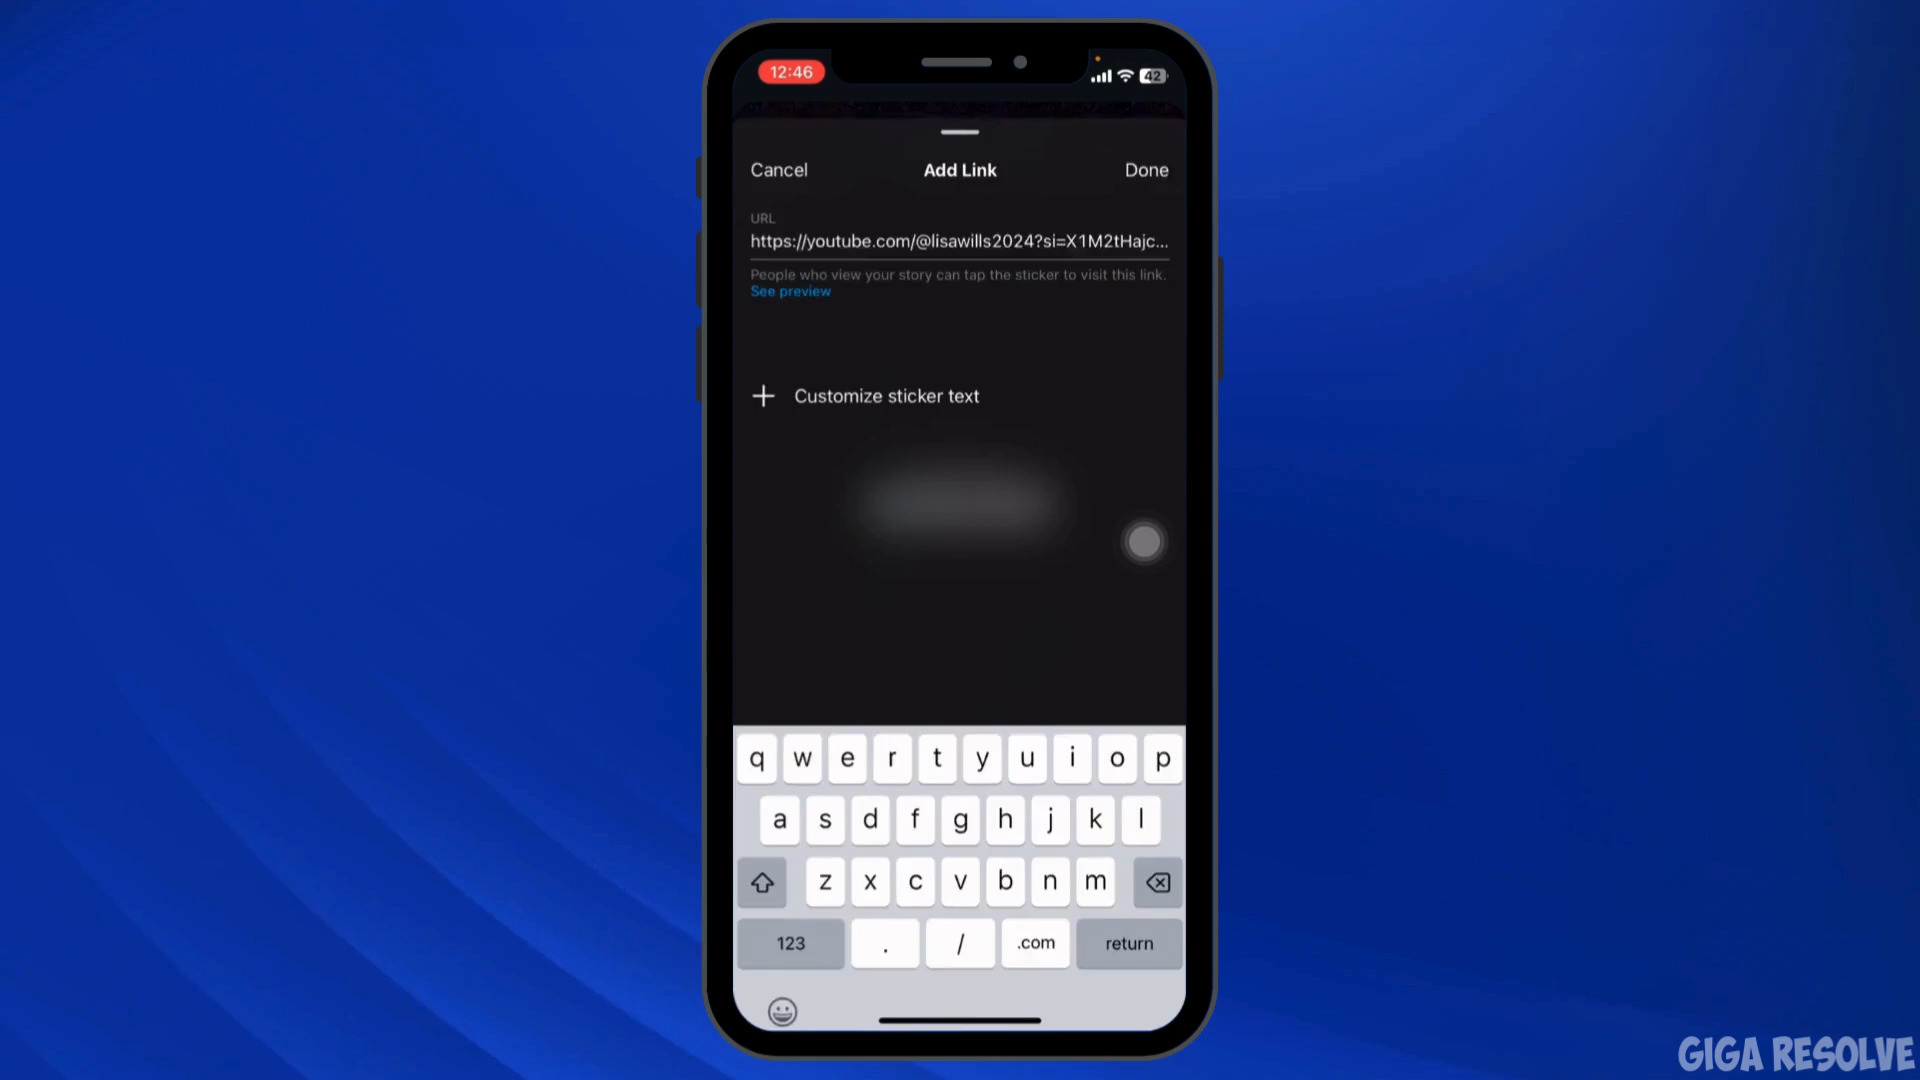 12:46
42
Cancel
Add Link
Done
URL
https://youtube.com/@lisawills2024?si=X1M2tHajc...
People who view your story can tap the sticker to visit this link.
See preview
Customize sticker text
q w e r t y u i o p
a s d f g h j k l
z x c v b n m
123 . / .com return
GIGA RESOLVE